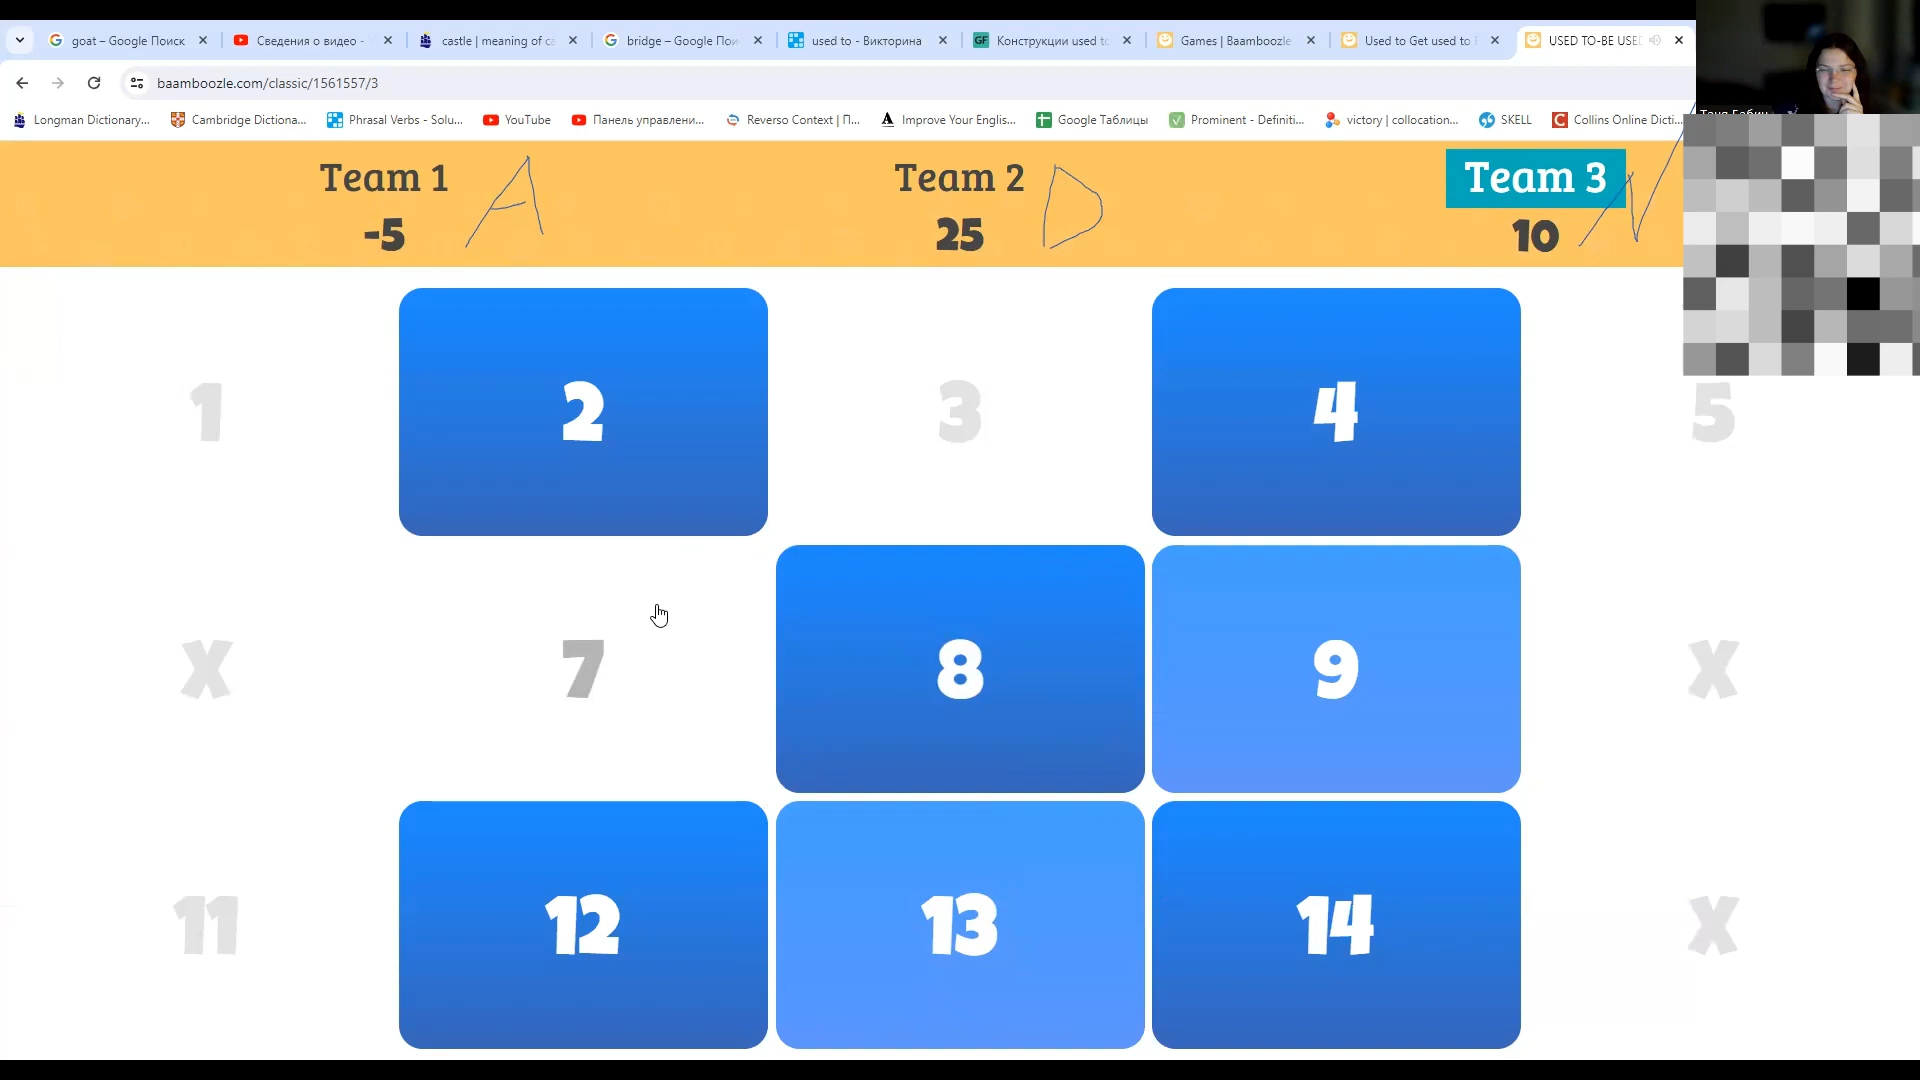 goat – Google Поиск
Сведения о видео -
castle | meaning of ca
bridge – Google Пои
used to - Викторина
GF Конструкции used to
Games | Baamboozle
Used to Get used to
USED TO-BE USED
baamboozle.com/classic/1561557/3
Longman Dictionary...
Cambridge Dictiona...
Phrasal Verbs - Solu...
YouTube
Панель управлени...
Reverso Context | П...
Improve Your Englis...
Google Таблицы
Prominent - Definiti...
victory | collocation...
SKELL
Collins Online Dicti...
Team 1 A
Team 2 D
Team 3 N
-5
25
10
1 2 3 4 5
X 7 8 9 X
11 12 13 14 X